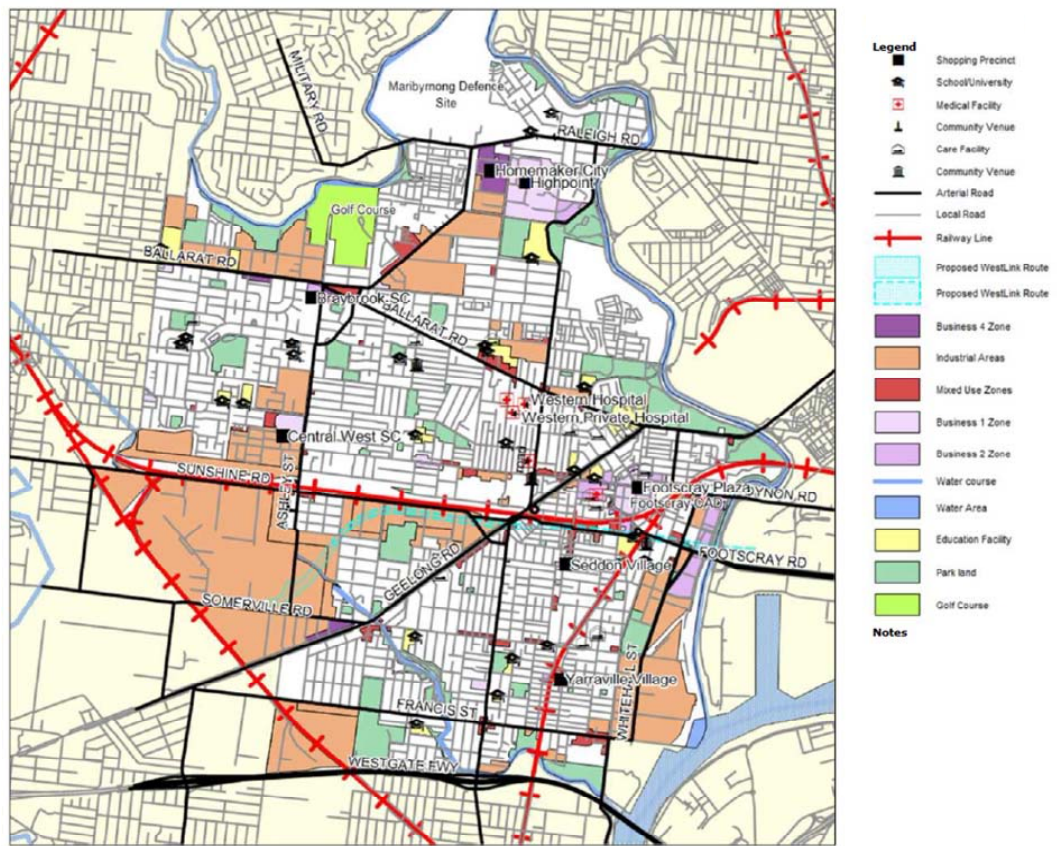 MILITARY RD
Maribyrnong Defence
Site
RALEIGH RD
Homemaker City
Highpoint
Golf Course
BALLARAT RD
Braybrook SC
BALLARAT RD
Western Hospital
Western Private Hospital
Central West SC
SUNSHINE RD
ASHLEY ST
Footscray Plaza
DYNON RD
Footscray CAD
FOOTSCRAY RD
GEELONG RD
Seddon Village
SOMERVILLE RD
WHITEHALL ST
Yarraville Village
FRANCIS ST
WESTGATE FWY
Legend
Shopping Precinct
School/University
Medical Facility
Community Venue
Care Facility
Community Venue
Arterial Road
Local Road
Railway Line
Proposed WestLink Route
Proposed WestLink Route
Business 4 Zone
Industrial Areas
Mixed Use Zones
Business 1 Zone
Business 2 Zone
Water course
Water Area
Education Facility
Park land
Golf Course
Notes